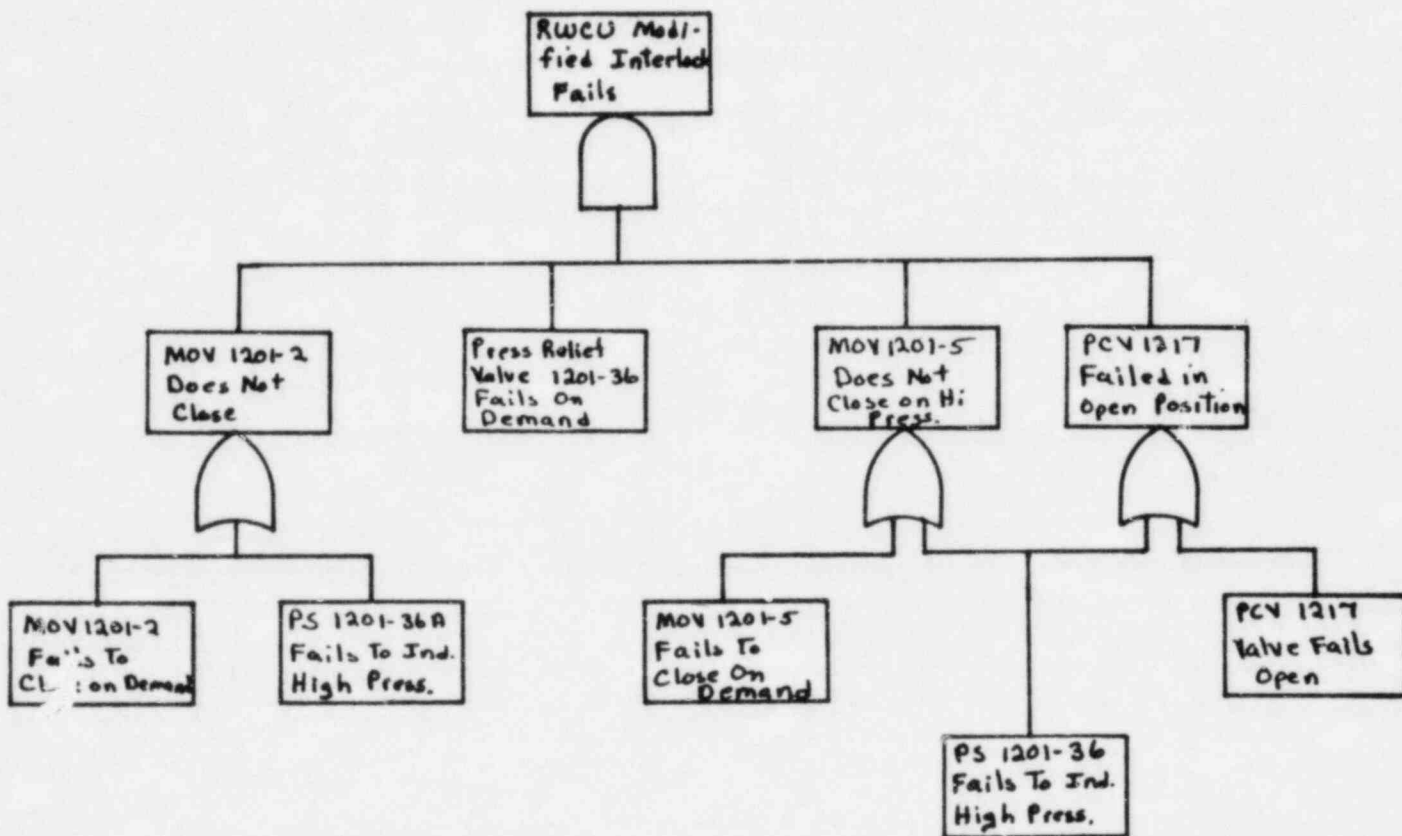 RWCU Modi-
fied Interlock
Fails
MOV 1201-2
Does Not
Close
Press Relief
Valve 1201-36
Fails On
Demand
MOV 1201-5
Does Not
Close on Hi
Press.
PCV 1217
Failed in
Open Position
MOV 1201-2
To
on Demand
PS 1201-36A
Fails To Ind.
High Press.
MOV 1201-5
Fails To
Close On
Demand
PCV 1217
Valve Fails
Open
PS 1201-36
Fails To Ind.
High Press.